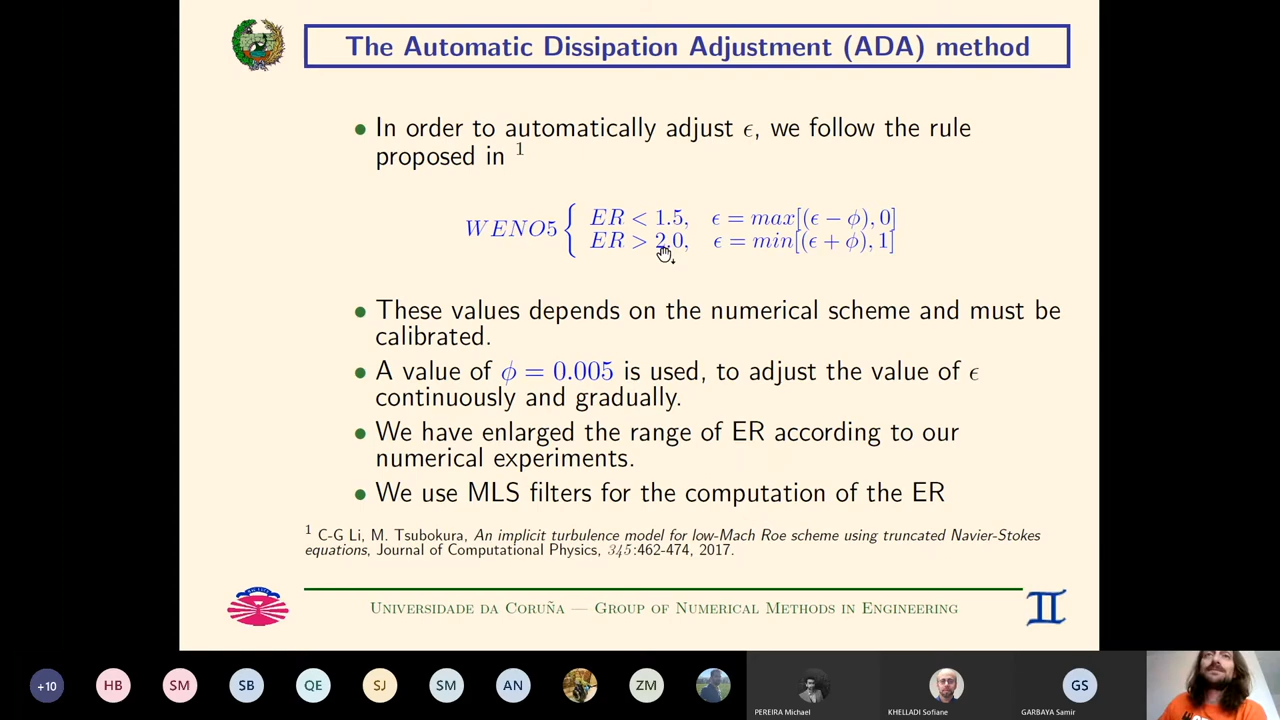 The Automatic Dissipation Adjustment (ADA) method
• In order to automatically adjust ϵ, we follow the rule
proposed in 1
WENO5 { ER < 1.5, ϵ = max[(ϵ − ϕ), 0]
ER > 2.0, ϵ = min[(ϵ + ϕ), 1]
• These values depends on the numerical scheme and must be
calibrated.
• A value of ϕ = 0.005 is used, to adjust the value of ϵ
continuously and gradually.
• We have enlarged the range of ER according to our
numerical experiments.
• We use MLS filters for the computation of the ER
1 C-G Li, M. Tsubokura, An implicit turbulence model for low-Mach Roe scheme using truncated Navier-Stokes
equations, Journal of Computational Physics, 345:462-474, 2017.
Universidade da Coruña — Group of Numerical Methods in Engineering
+10 HB SM SB QE SJ SM AN ZM GS
PEREIRA Michael KHELLADI Sofiane GARBAYA Samir